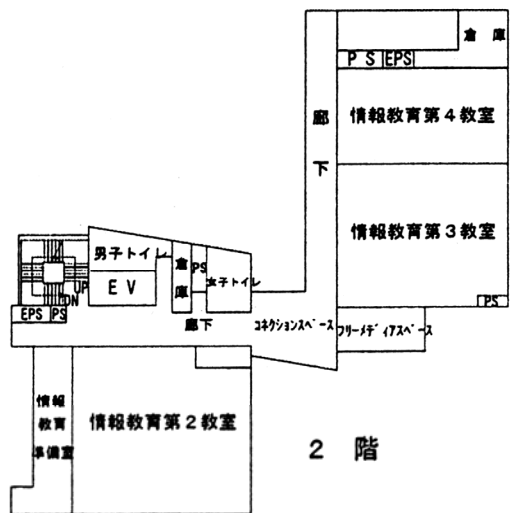 倉庫
PS
EPS
廊下
情報教育第4教室
情報教育第3教室
男子トイレ
倉庫
PS
女子トイレ
EV
UP
DN
EPS
PS
PS
廊下
コネクションスペース
フリーメディアスペース
情報
教育
準備室
情報教育第2教室
2 階